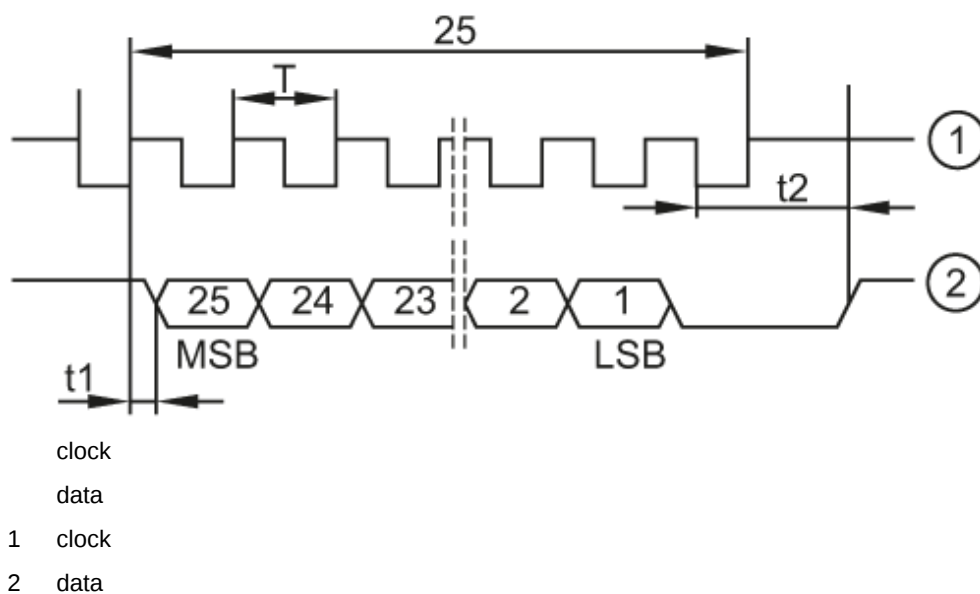 25
T
1
t2
25 24 23 2 1
2
MSB LSB
t1
clock
data
1 clock
2 data